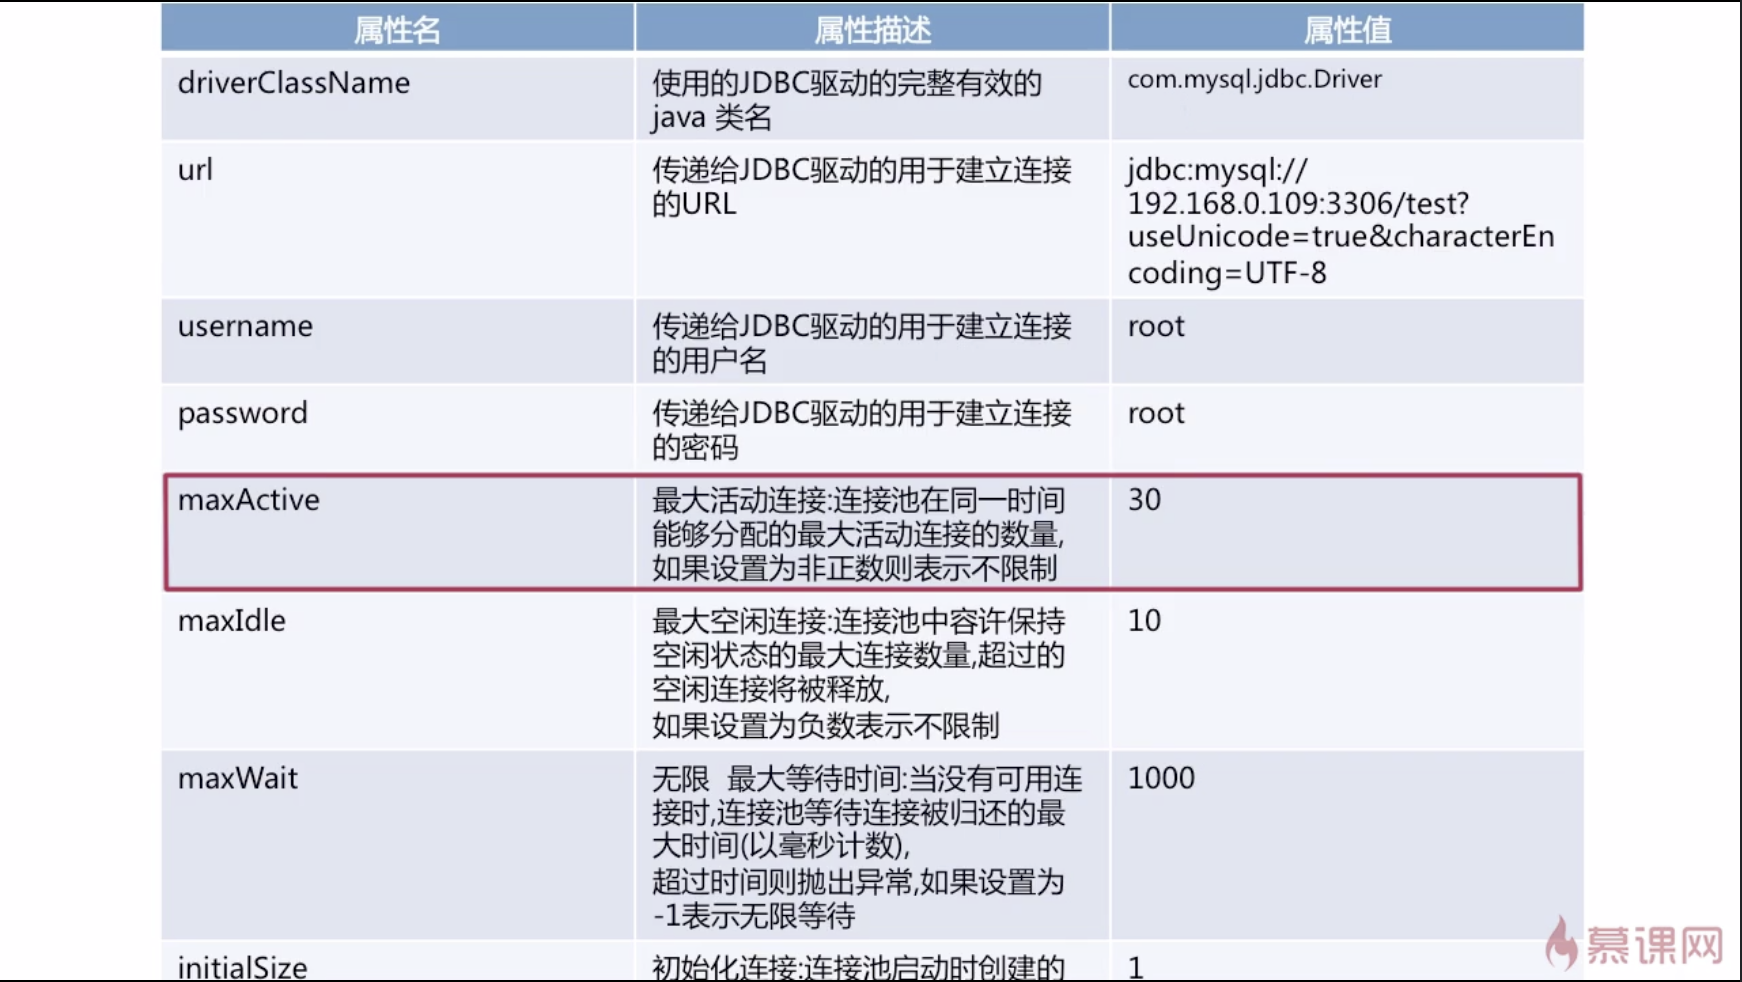 属性名 属性描述 属性值
driverClassName 使用的JDBC驱动的完整有效的 com.mysql.jdbc.Driver
java 类名
url 传递给JDBC驱动的用于建立连接 jdbc:mysql://
的URL 192.168.0.109:3306/test?
useUnicode=true&characterEn
coding=UTF-8
username 传递给JDBC驱动的用于建立连接 root
的用户名
password 传递给JDBC驱动的用于建立连接 root
的密码
maxActive 最大活动连接:连接池在同一时间 30
能够分配的最大活动连接的数量,
如果设置为非正数则表示不限制
maxIdle 最大空闲连接:连接池中容许保持 10
空闲状态的最大连接数量,超过的
空闲连接将被释放,
如果设置为负数表示不限制
maxWait 无限 最大等待时间:当没有可用连 1000
接时,连接池等待连接被归还的最
大时间(以毫秒计数),
超过时间则抛出异常,如果设置为
-1表示无限等待
initialSize 初始化连接:连接池启动时创建的 1
慕课网